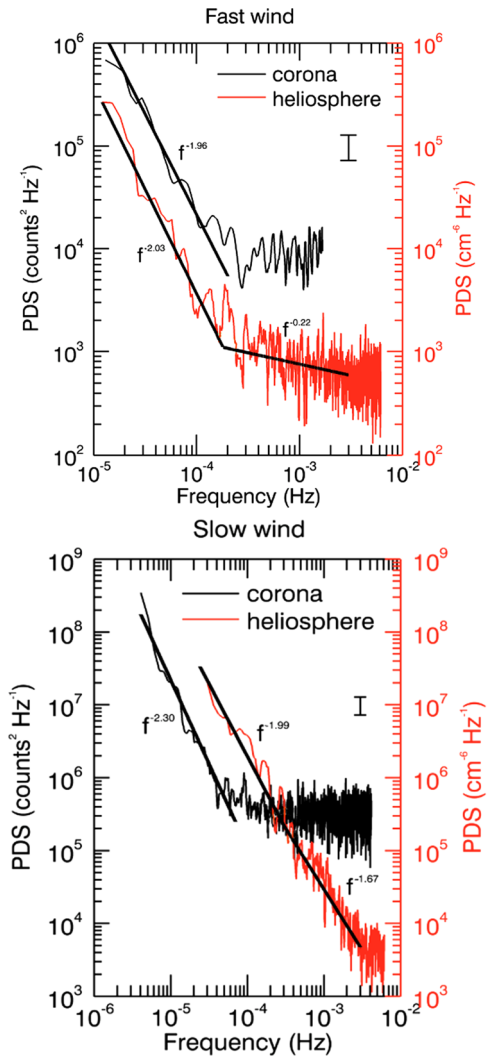 Fast wind
10^6
10^5
10^4
10^3
10^2
PDS (counts² Hz⁻¹)
corona
heliosphere
f^-1.96
f^-2.03
f^-0.22
10^6
10^5
10^4
10^3
10^2
PDS (cm⁻⁶ Hz⁻¹)
10^-5 10^-4 10^-3 10^-2
Frequency (Hz)
Slow wind
10^9
10^8
10^7
10^6
10^5
10^4
10^3
PDS (counts² Hz⁻¹)
corona
heliosphere
f^-2.30
f^-1.99
f^-1.67
10^9
10^8
10^7
10^6
10^5
10^4
10^3
PDS (cm⁻⁶ Hz⁻¹)
10^-6 10^-5 10^-4 10^-3 10^-2
Frequency (Hz)